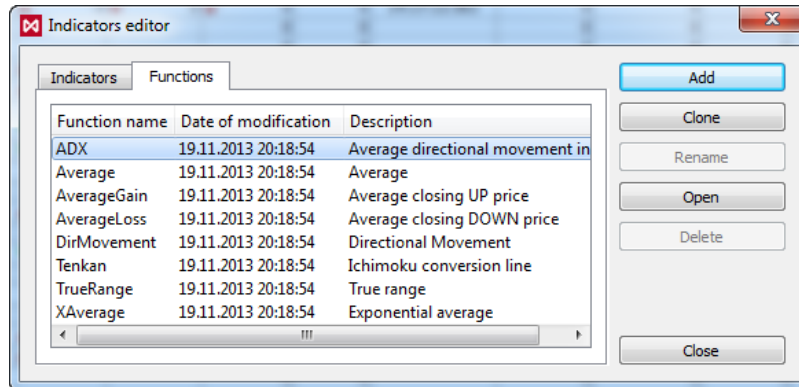 Indicators editor
Indicators Functions
Add
Clone
Rename
Open
Delete
Close
Function name Date of modification Description
ADX 19.11.2013 20:18:54 Average directional movement in
Average 19.11.2013 20:18:54 Average
AverageGain 19.11.2013 20:18:54 Average closing UP price
AverageLoss 19.11.2013 20:18:54 Average closing DOWN price
DirMovement 19.11.2013 20:18:54 Directional Movement
Tenkan 19.11.2013 20:18:54 Ichimoku conversion line
TrueRange 19.11.2013 20:18:54 True range
XAverage 19.11.2013 20:18:54 Exponential average